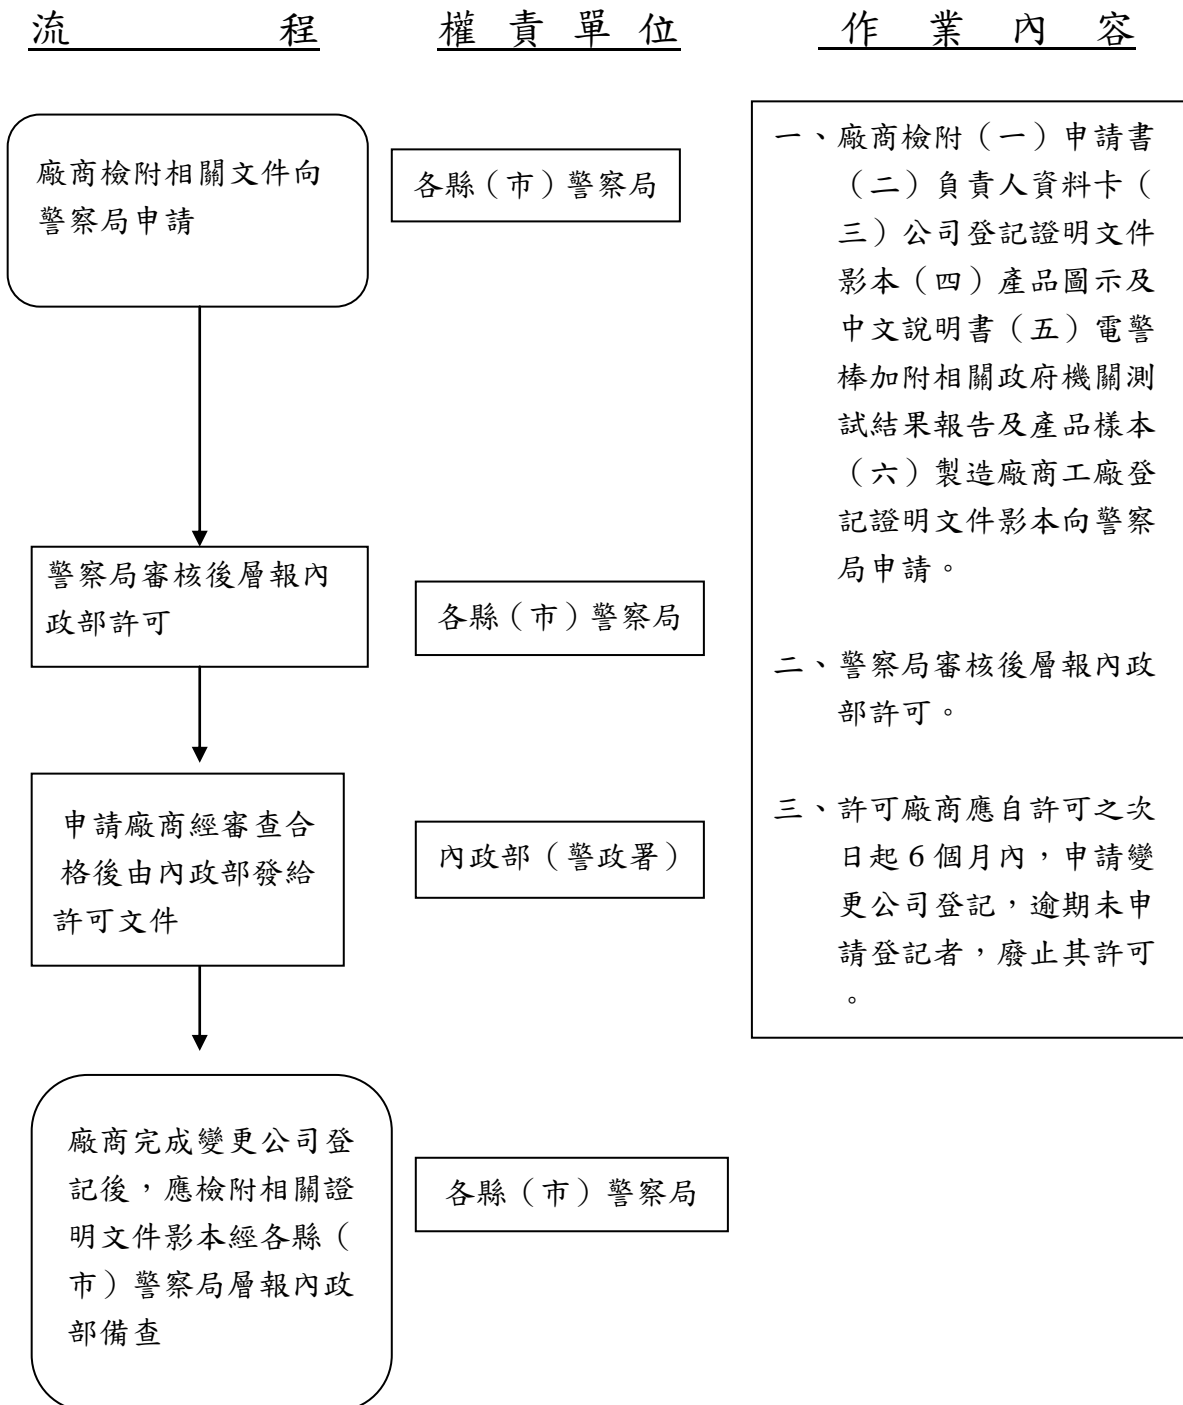 流程 權責單位 作業內容
廠商檢附相關文件向
警察局申請
各縣（市）警察局
一、廠商檢附（一）申請書
（二）負責人資料卡（
三）公司登記證明文件
影本（四）產品圖示及
中文說明書（五）電警
棒加附相關政府機關測
試結果報告及產品樣本
（六）製造廠商工廠登
記證明文件影本向警察
局申請。
警察局審核後層報內
政部許可
各縣（市）警察局
二、警察局審核後層報內政
部許可。
申請廠商經審查合
格後由內政部發給
許可文件
內政部（警政署）
三、許可廠商應自許可之次
日起6個月內，申請變
更公司登記，逾期未申
請登記者，廢止其許可
。
廠商完成變更公司登
記後，應檢附相關證
明文件影本經各縣（
市）警察局層報內政
部備查
各縣（市）警察局